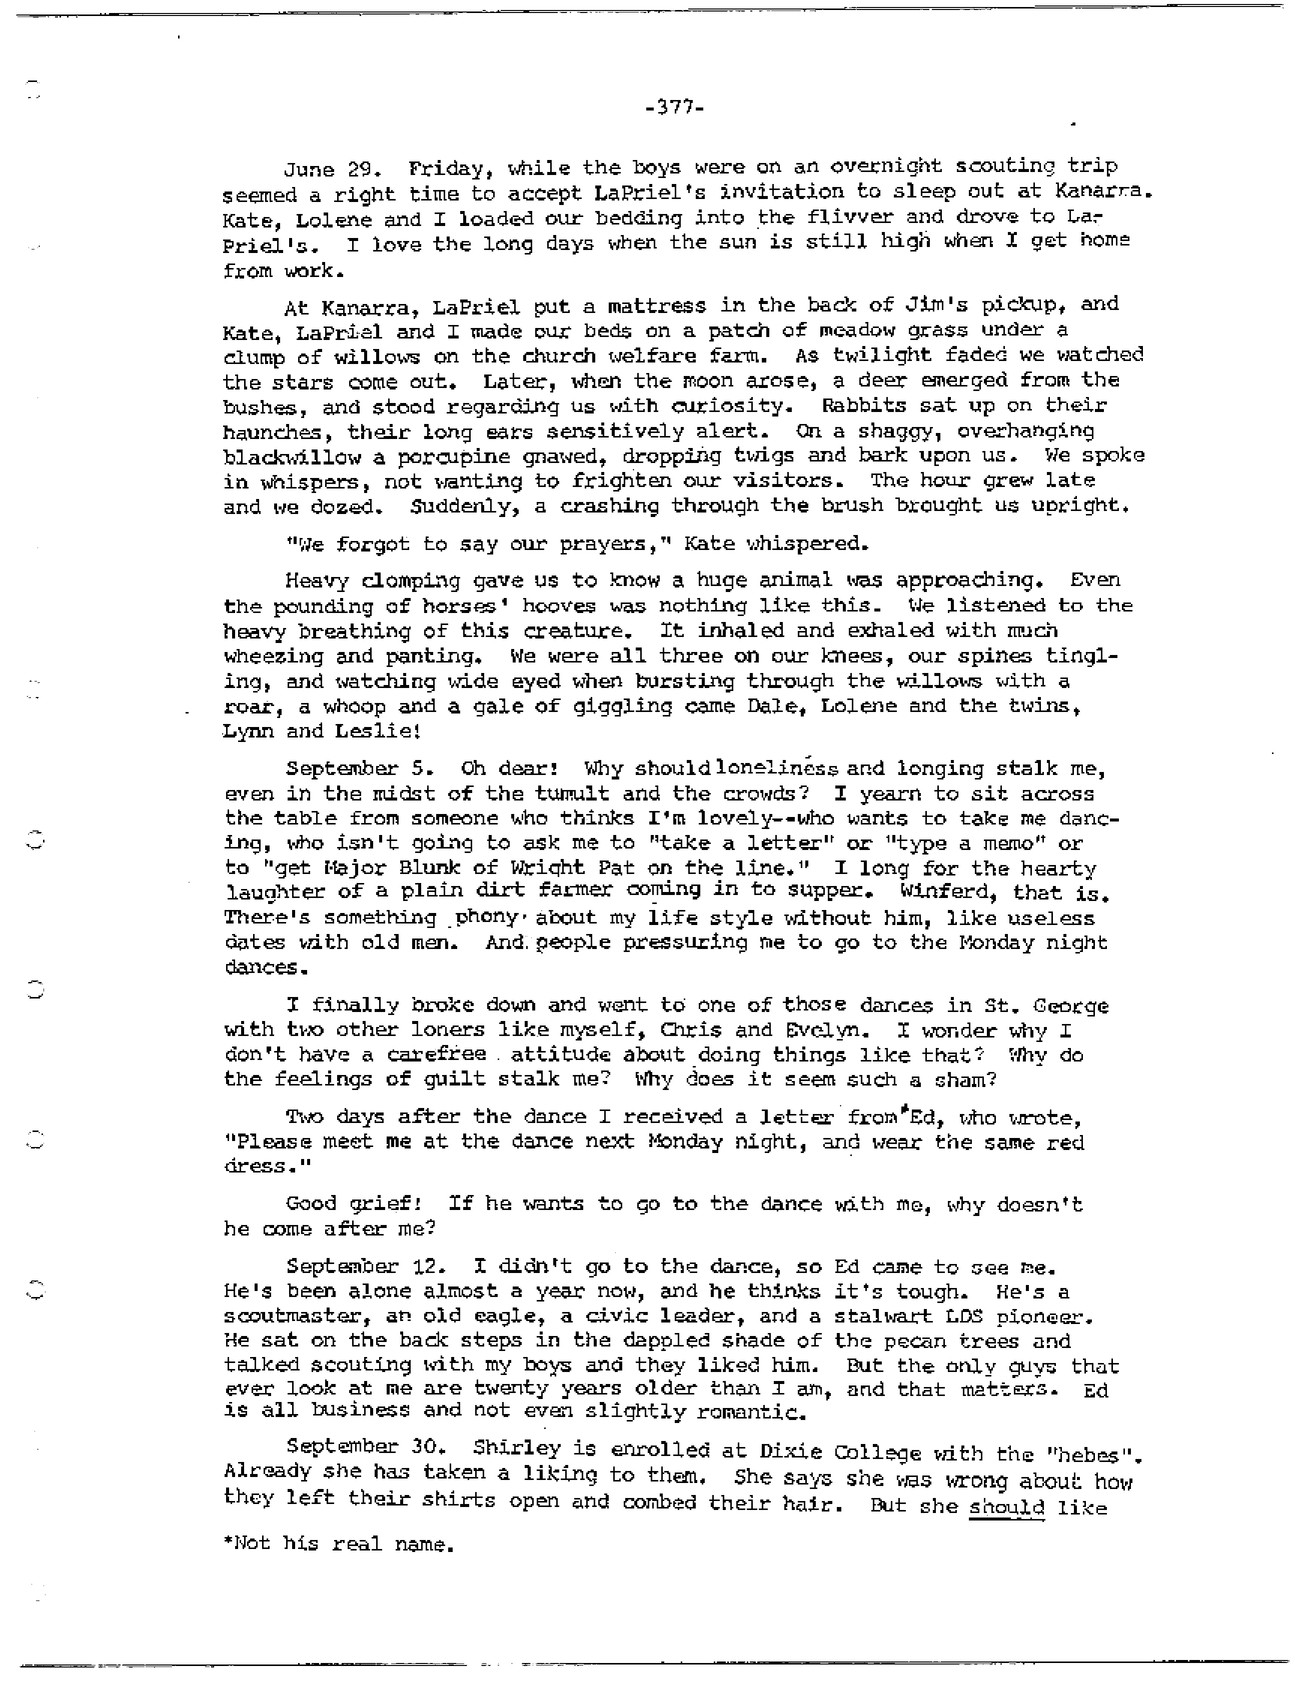 -377-
June 29. Friday, while the boys were on an overnight scouting trip
seemed a right time to accept LaPriel's invitation to sleep out at Kanarra.
Kate, Lolene and I loaded our bedding into the flivver and drove to La-
Priel's. I love the long days when the sun is still high when I get home
from work.
At Kanarra, LaPriel put a mattress in the back of Jim's pickup, and
Kate, LaPriel and I made our beds on a patch of meadow grass under a
clump of willows on the church welfare farm. As twilight faded we watched
the stars come out. Later, when the moon arose, a deer emerged from the
bushes, and stood regarding us with curiosity. Rabbits sat up on their
haunches, their long ears sensitively alert. On a shaggy, overhanging
blackwillow a porcupine gnawed, dropping twigs and bark upon us. We spoke
in whispers, not wanting to frighten our visitors. The hour grew late
and we dozed. Suddenly, a crashing through the brush brought us upright.
"We forgot to say our prayers," Kate whispered.
Heavy clomping gave us to know a huge animal was approaching. Even
the pounding of horses' hooves was nothing like this. We listened to the
heavy breathing of this creature. It inhaled and exhaled with much
wheezing and panting. We were all three on our knees, our spines tingl-
ing, and watching wide eyed when bursting through the willows with a
roar, a whoop and a gale of giggling came Dale, Lolene and the twins,
Lynn and Leslie!
September 5. Oh dear! Why should loneliness and longing stalk me,
even in the midst of the tumult and the crowds? I yearn to sit across
the table from someone who thinks I'm lovely--who wants to take me danc-
ing, who isn't going to ask me to "take a letter" or "type a memo" or
to "get Major Blunk of Wright Pat on the line." I long for the hearty
laughter of a plain dirt farmer coming in to supper. Winferd, that is.
There's something phony about my life style without him, like useless
dates with old men. And people pressuring me to go to the Monday night
dances.
I finally broke down and went to one of those dances in St. George
with two other loners like myself, Chris and Evelyn. I wonder why I
don't have a carefree attitude about doing things like that? Why do
the feelings of guilt stalk me? Why does it seem such a sham?
Two days after the dance I received a letter from *Ed, who wrote,
"Please meet me at the dance next Monday night, and wear the same red
dress."
Good grief! If he wants to go to the dance with me, why doesn't
he come after me?
September 12. I didn't go to the dance, so Ed came to see me.
He's been alone almost a year now, and he thinks it's tough. He's a
scoutmaster, an old eagle, a civic leader, and a stalwart LDS pioneer.
He sat on the back steps in the dappled shade of the pecan trees and
talked scouting with my boys and they liked him. But the only guys that
ever look at me are twenty years older than I am, and that matters. Ed
is all business and not even slightly romantic.
September 30. Shirley is enrolled at Dixie College with the "hebes".
Already she has taken a liking to them. She says she was wrong about how
they left their shirts open and combed their hair. But she should like
*Not his real name.